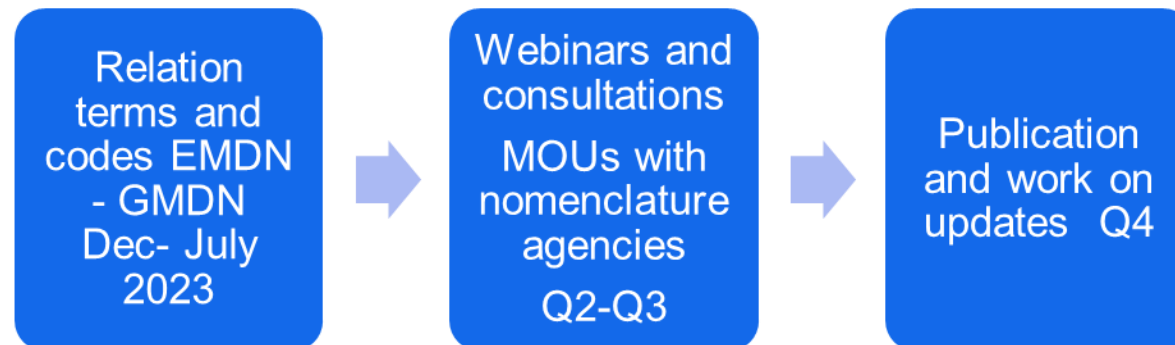 Relation
terms and
codes EMDN
- GMDN
Dec- July
2023
Webinars and
consultations
MOUs with
nomenclature
agencies
Q2-Q3
Publication
and work on
updates Q4